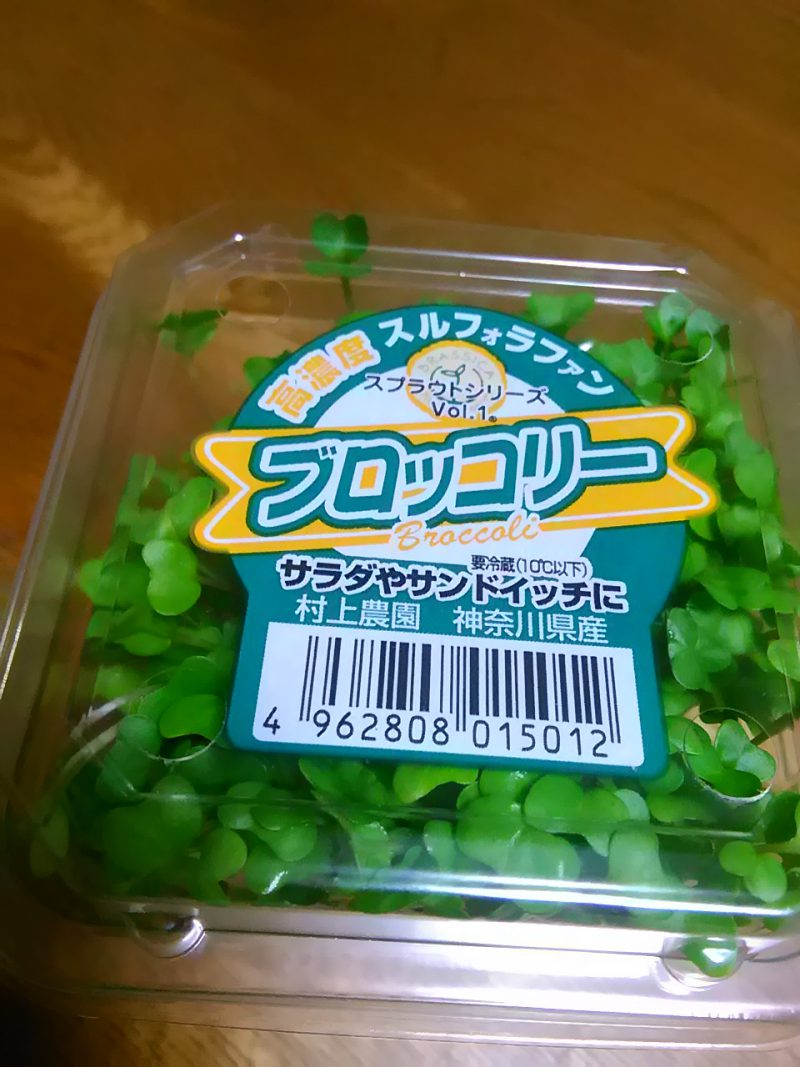 高濃度 スルフォラファン
BRASSICA
スプラウトシリーズ
Vol.1®
ブロッコリー
Broccoli
要冷蔵(10℃以下)
サラダやサンドイッチに
村上農園 神奈川県産
4 962808 015012